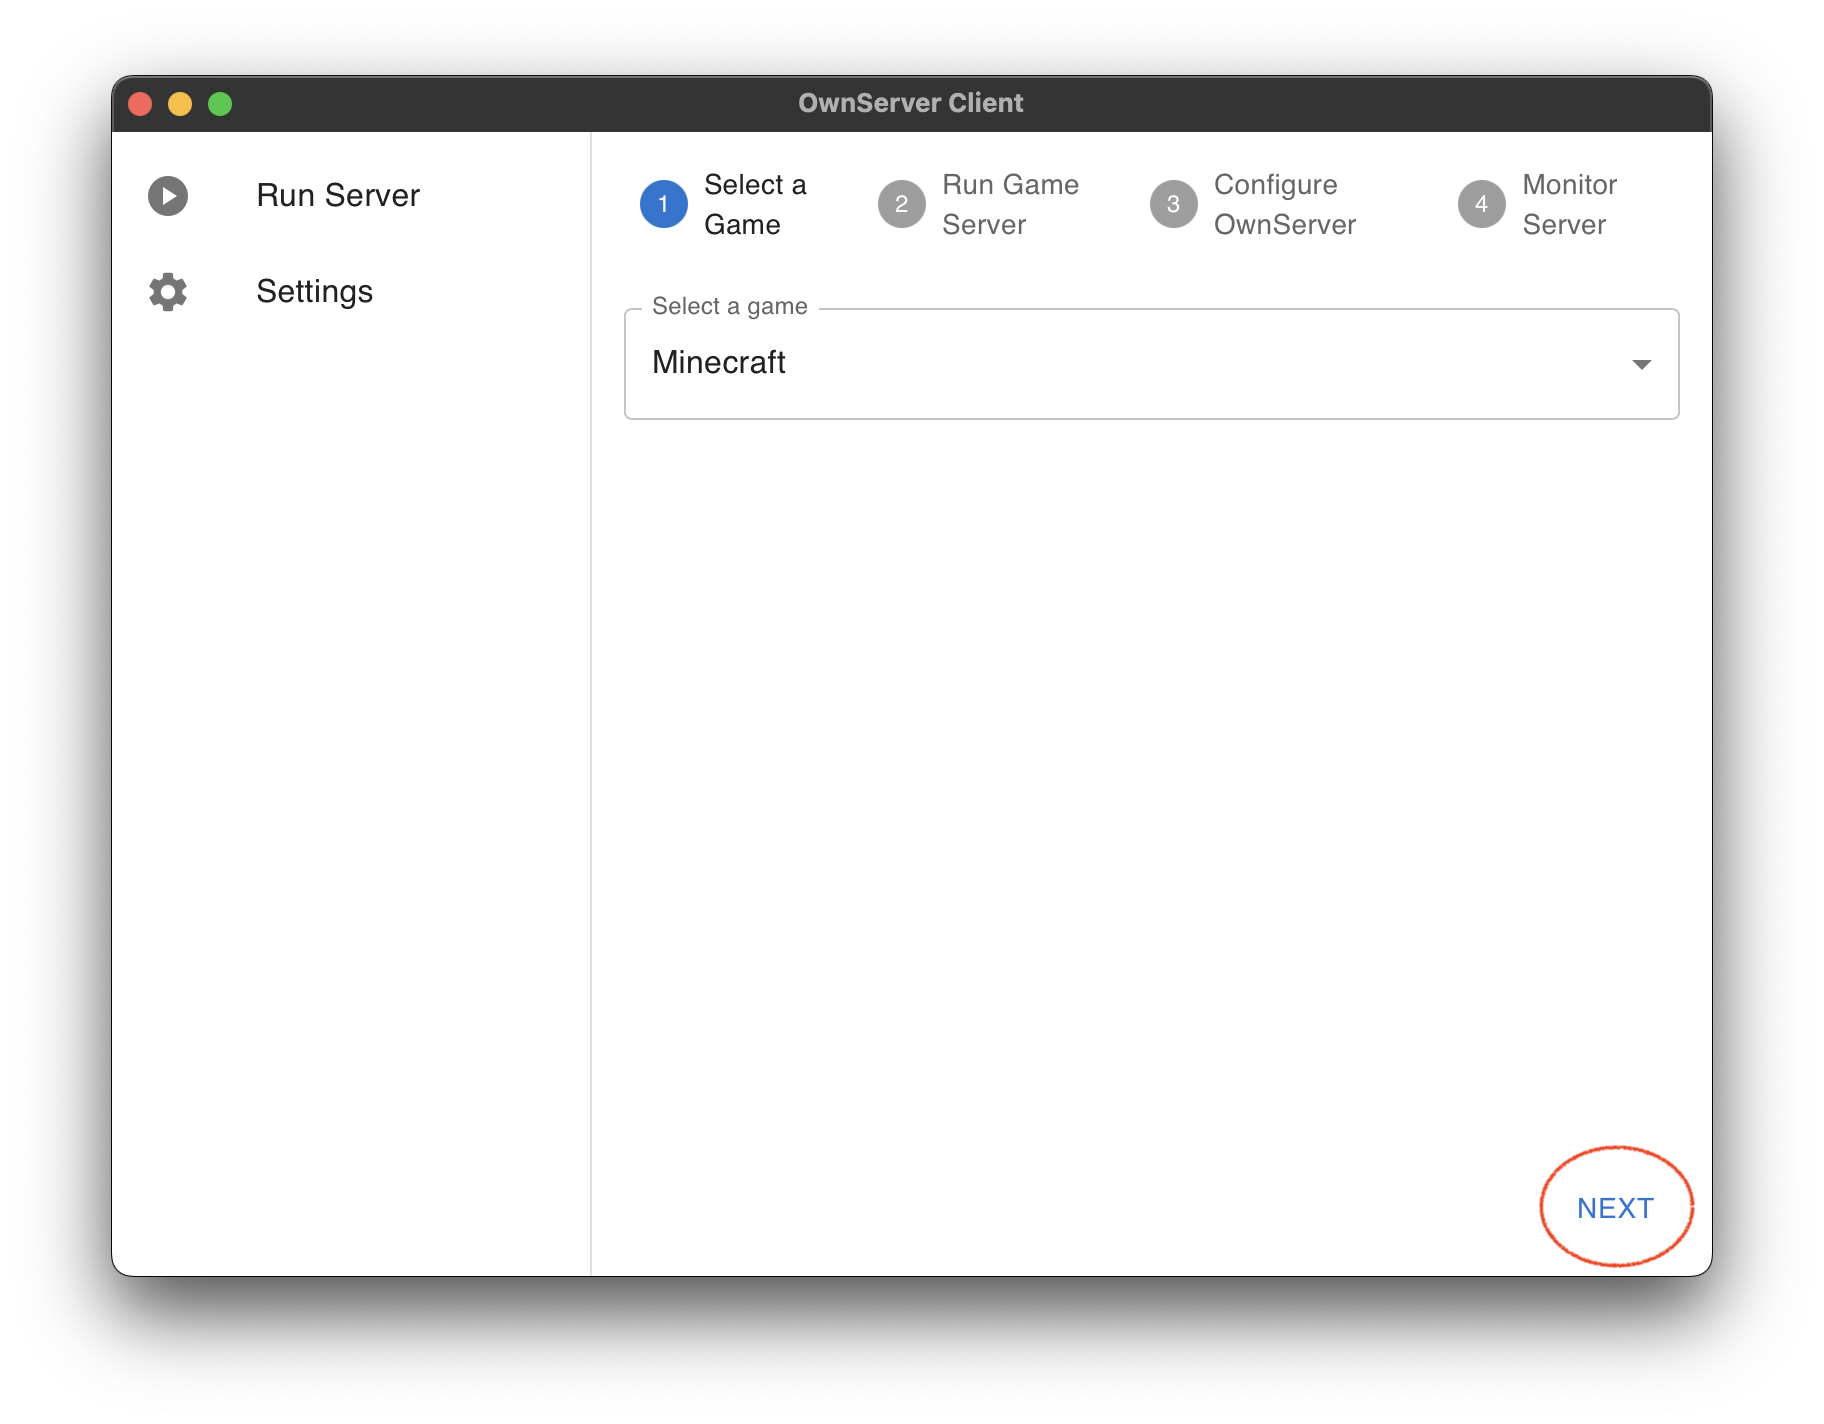 OwnServer Client
Run Server
Settings
1
Select a
Game
2
Run Game
Server
3
Configure
OwnServer
4
Monitor
Server
Select a game
Minecraft
NEXT